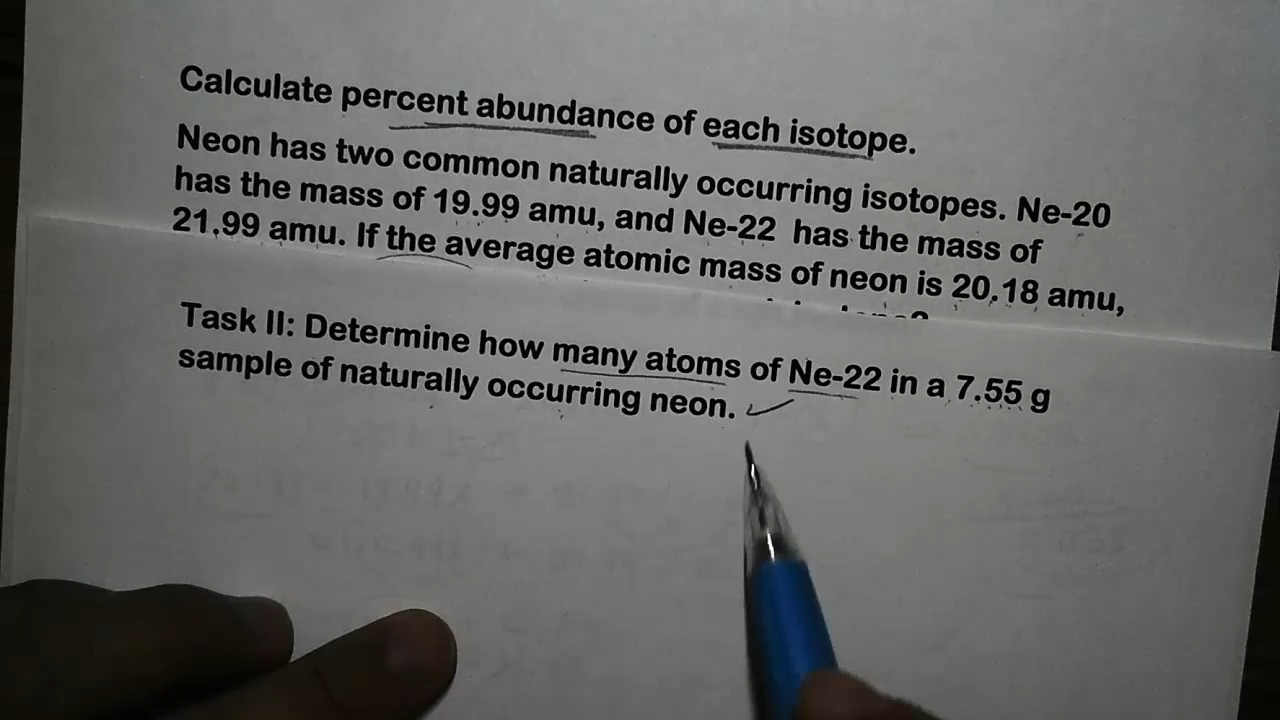 Calculate percent abundance of each isotope.
Neon has two common naturally occurring isotopes. Ne-20
has the mass of 19.99 amu, and Ne-22 has the mass of
21.99 amu. If the average atomic mass of neon is 20.18 amu,
Task II: Determine how many atoms of Ne-22 in a 7.55 g
sample of naturally occurring neon.